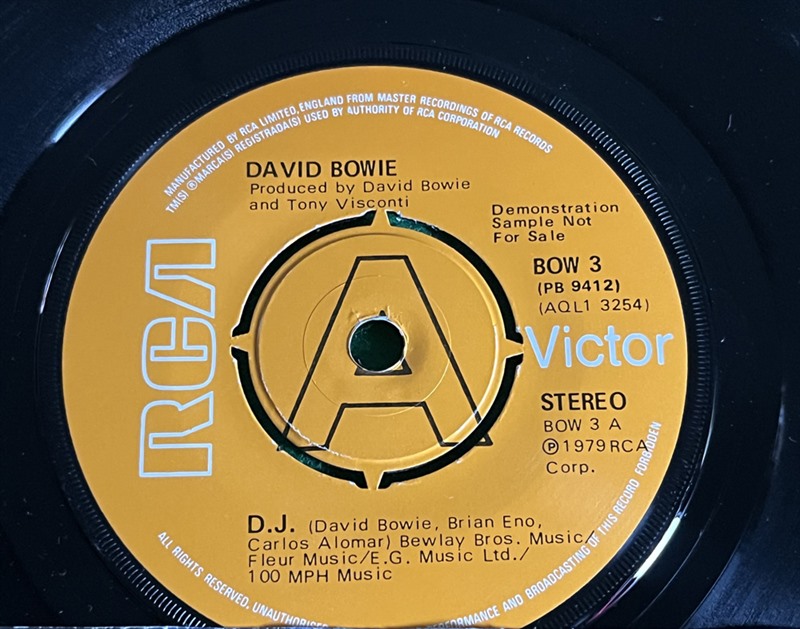 MANUFACTURED BY RCA LIMITED, ENGLAND FROM MASTER RECORDINGS OF RCA RECORDS
TM(S) ® MARCA(S) REGISTRADA(S) USED BY AUTHORITY OF RCA CORPORATION
DAVID BOWIE
Produced by David Bowie
and Tony Visconti
Demonstration
Sample Not
For Sale
BOW 3
(PB 9412)
(AQL1 3254)
RCA
A
Victor
STEREO
BOW 3 A
Ⓟ 1979 RCA
Corp.
D.J. (David Bowie, Brian Eno,
Carlos Alomar) Bewlay Bros. Music/
Fleur Music/E.G. Music Ltd./
100 MPH Music
ALL RIGHTS RESERVED, UNAUTHORISED PERFORMANCE AND BROADCASTING OF THIS RECORD FORBIDDEN